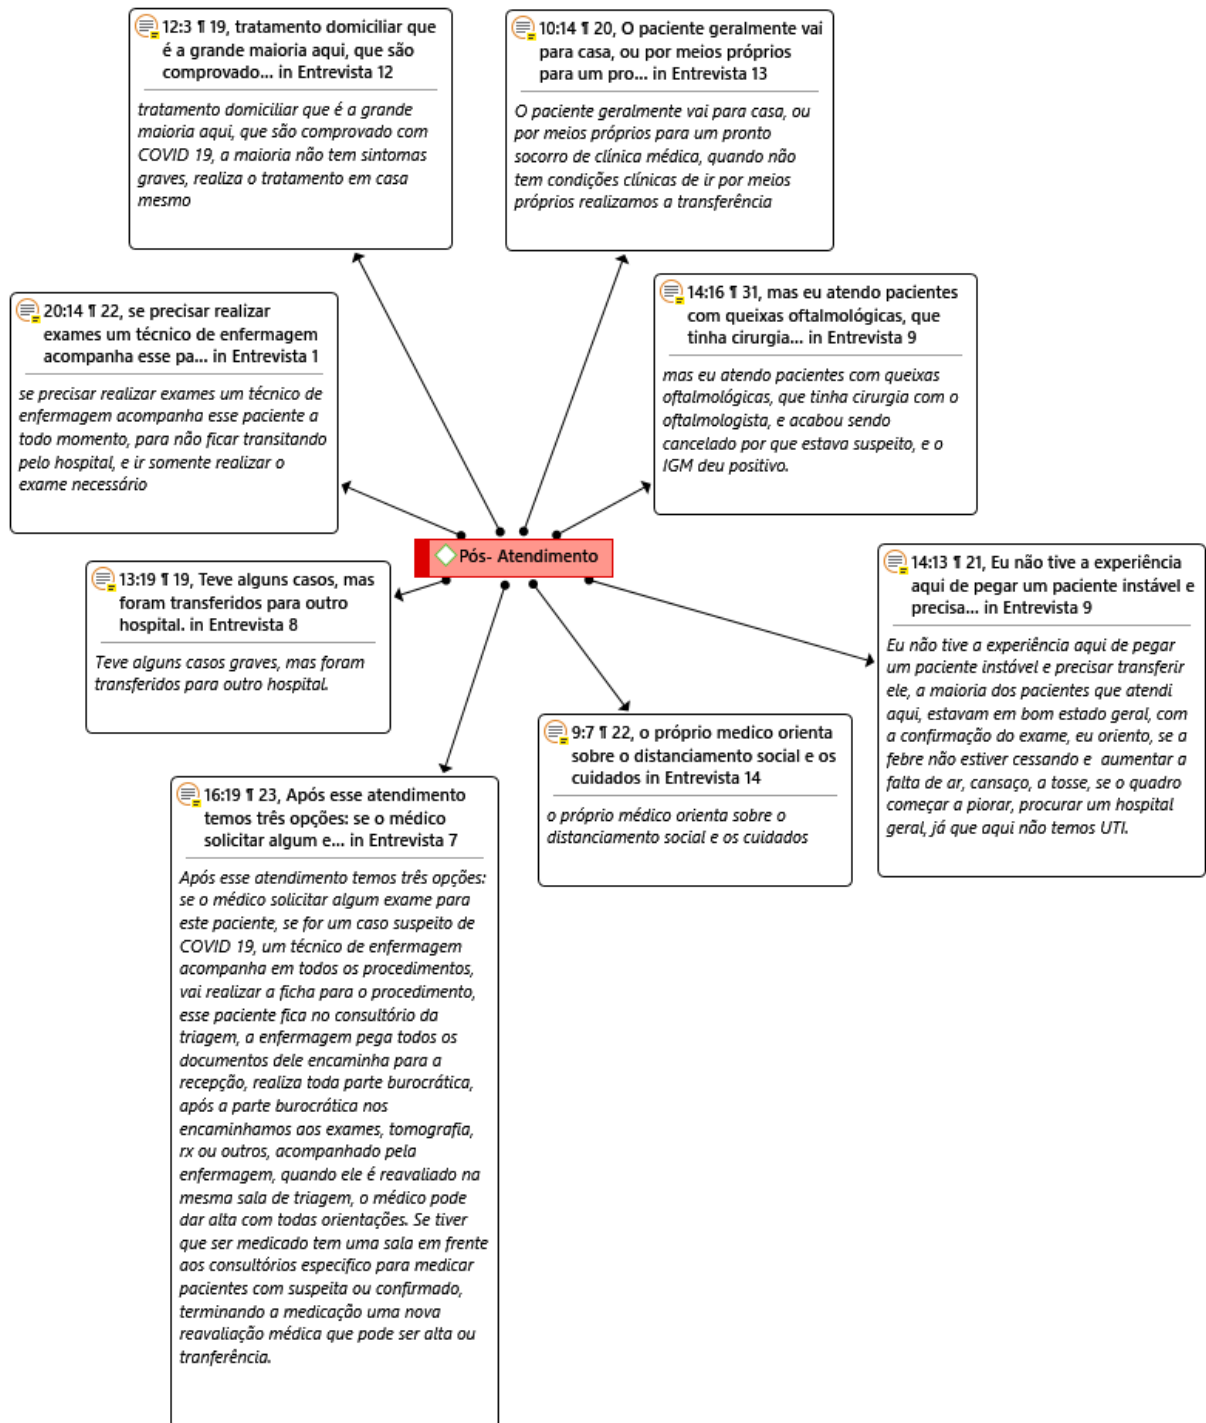 12:3 ¶ 19, tratamento domiciliar que
é a grande maioria aqui, que são
comprovado... in Entrevista 12
tratamento domiciliar que é a grande
maioria aqui, que são comprovado com
COVID 19, a maioria não tem sintomas
graves, realiza o tratamento em casa
mesmo
10:14 ¶ 20, O paciente geralmente vai
para casa, ou por meios próprios
para um pro... in Entrevista 13
O paciente geralmente vai para casa, ou
por meios próprios para um pronto
socorro de clínica médica, quando não
tem condições clínicas de ir por meios
próprios realizamos a transferência
20:14 ¶ 22, se precisar realizar
exames um técnico de enfermagem
acompanha esse pa... in Entrevista 1
se precisar realizar exames um técnico de
enfermagem acompanha esse paciente a
todo momento, para não ficar transitando
pelo hospital, e ir somente realizar o
exame necessário
14:16 ¶ 31, mas eu atendo pacientes
com queixas oftalmológicas, que
tinha cirurgia... in Entrevista 9
mas eu atendo pacientes com queixas
oftalmológicas, que tinha cirurgia com o
oftalmologista, e acabou sendo
cancelado por que estava suspeito, e o
IGM deu positivo.
Pós- Atendimento
13:19 ¶ 19, Teve alguns casos, mas
foram transferidos para outro
hospital. in Entrevista 8
Teve alguns casos graves, mas foram
transferidos para outro hospital.
14:13 ¶ 21, Eu não tive a experiência
aqui de pegar um paciente instável e
precisa... in Entrevista 9
Eu não tive a experiência aqui de pegar
um paciente instável e precisar transferir
ele, a maioria dos pacientes que atendi
aqui, estavam em bom estado geral, com
a confirmação do exame, eu oriento, se a
febre não estiver cessando e aumentar a
falta de ar, cansaço, a tosse, se o quadro
começar a piorar, procurar um hospital
geral, já que aqui não temos UTI.
9:7 ¶ 22, o próprio medico orienta
sobre o distanciamento social e os
cuidados in Entrevista 14
o próprio médico orienta sobre o
distanciamento social e os cuidados
16:19 ¶ 23, Após esse atendimento
temos três opções: se o médico
solicitar algum e... in Entrevista 7
Após esse atendimento temos três opções:
se o médico solicitar algum exame para
este paciente, se for um caso suspeito de
COVID 19, um técnico de enfermagem
acompanha em todos os procedimentos,
vai realizar a ficha para o procedimento,
esse paciente fica no consultório da
triagem, a enfermagem pega todos os
documentos dele encaminha para a
recepção, realiza toda parte burocrática,
após a parte burocrática nos
encaminhamos aos exames, tomografia,
rx ou outros, acompanhado pela
enfermagem, quando ele é reavaliado na
mesma sala de triagem, o médico pode
dar alta com todas orientações. Se tiver
que ser medicado tem uma sala em frente
aos consultórios especifico para medicar
pacientes com suspeita ou confirmado,
terminando a medicação uma nova
reavaliação médica que pode ser alta ou
tranferência.